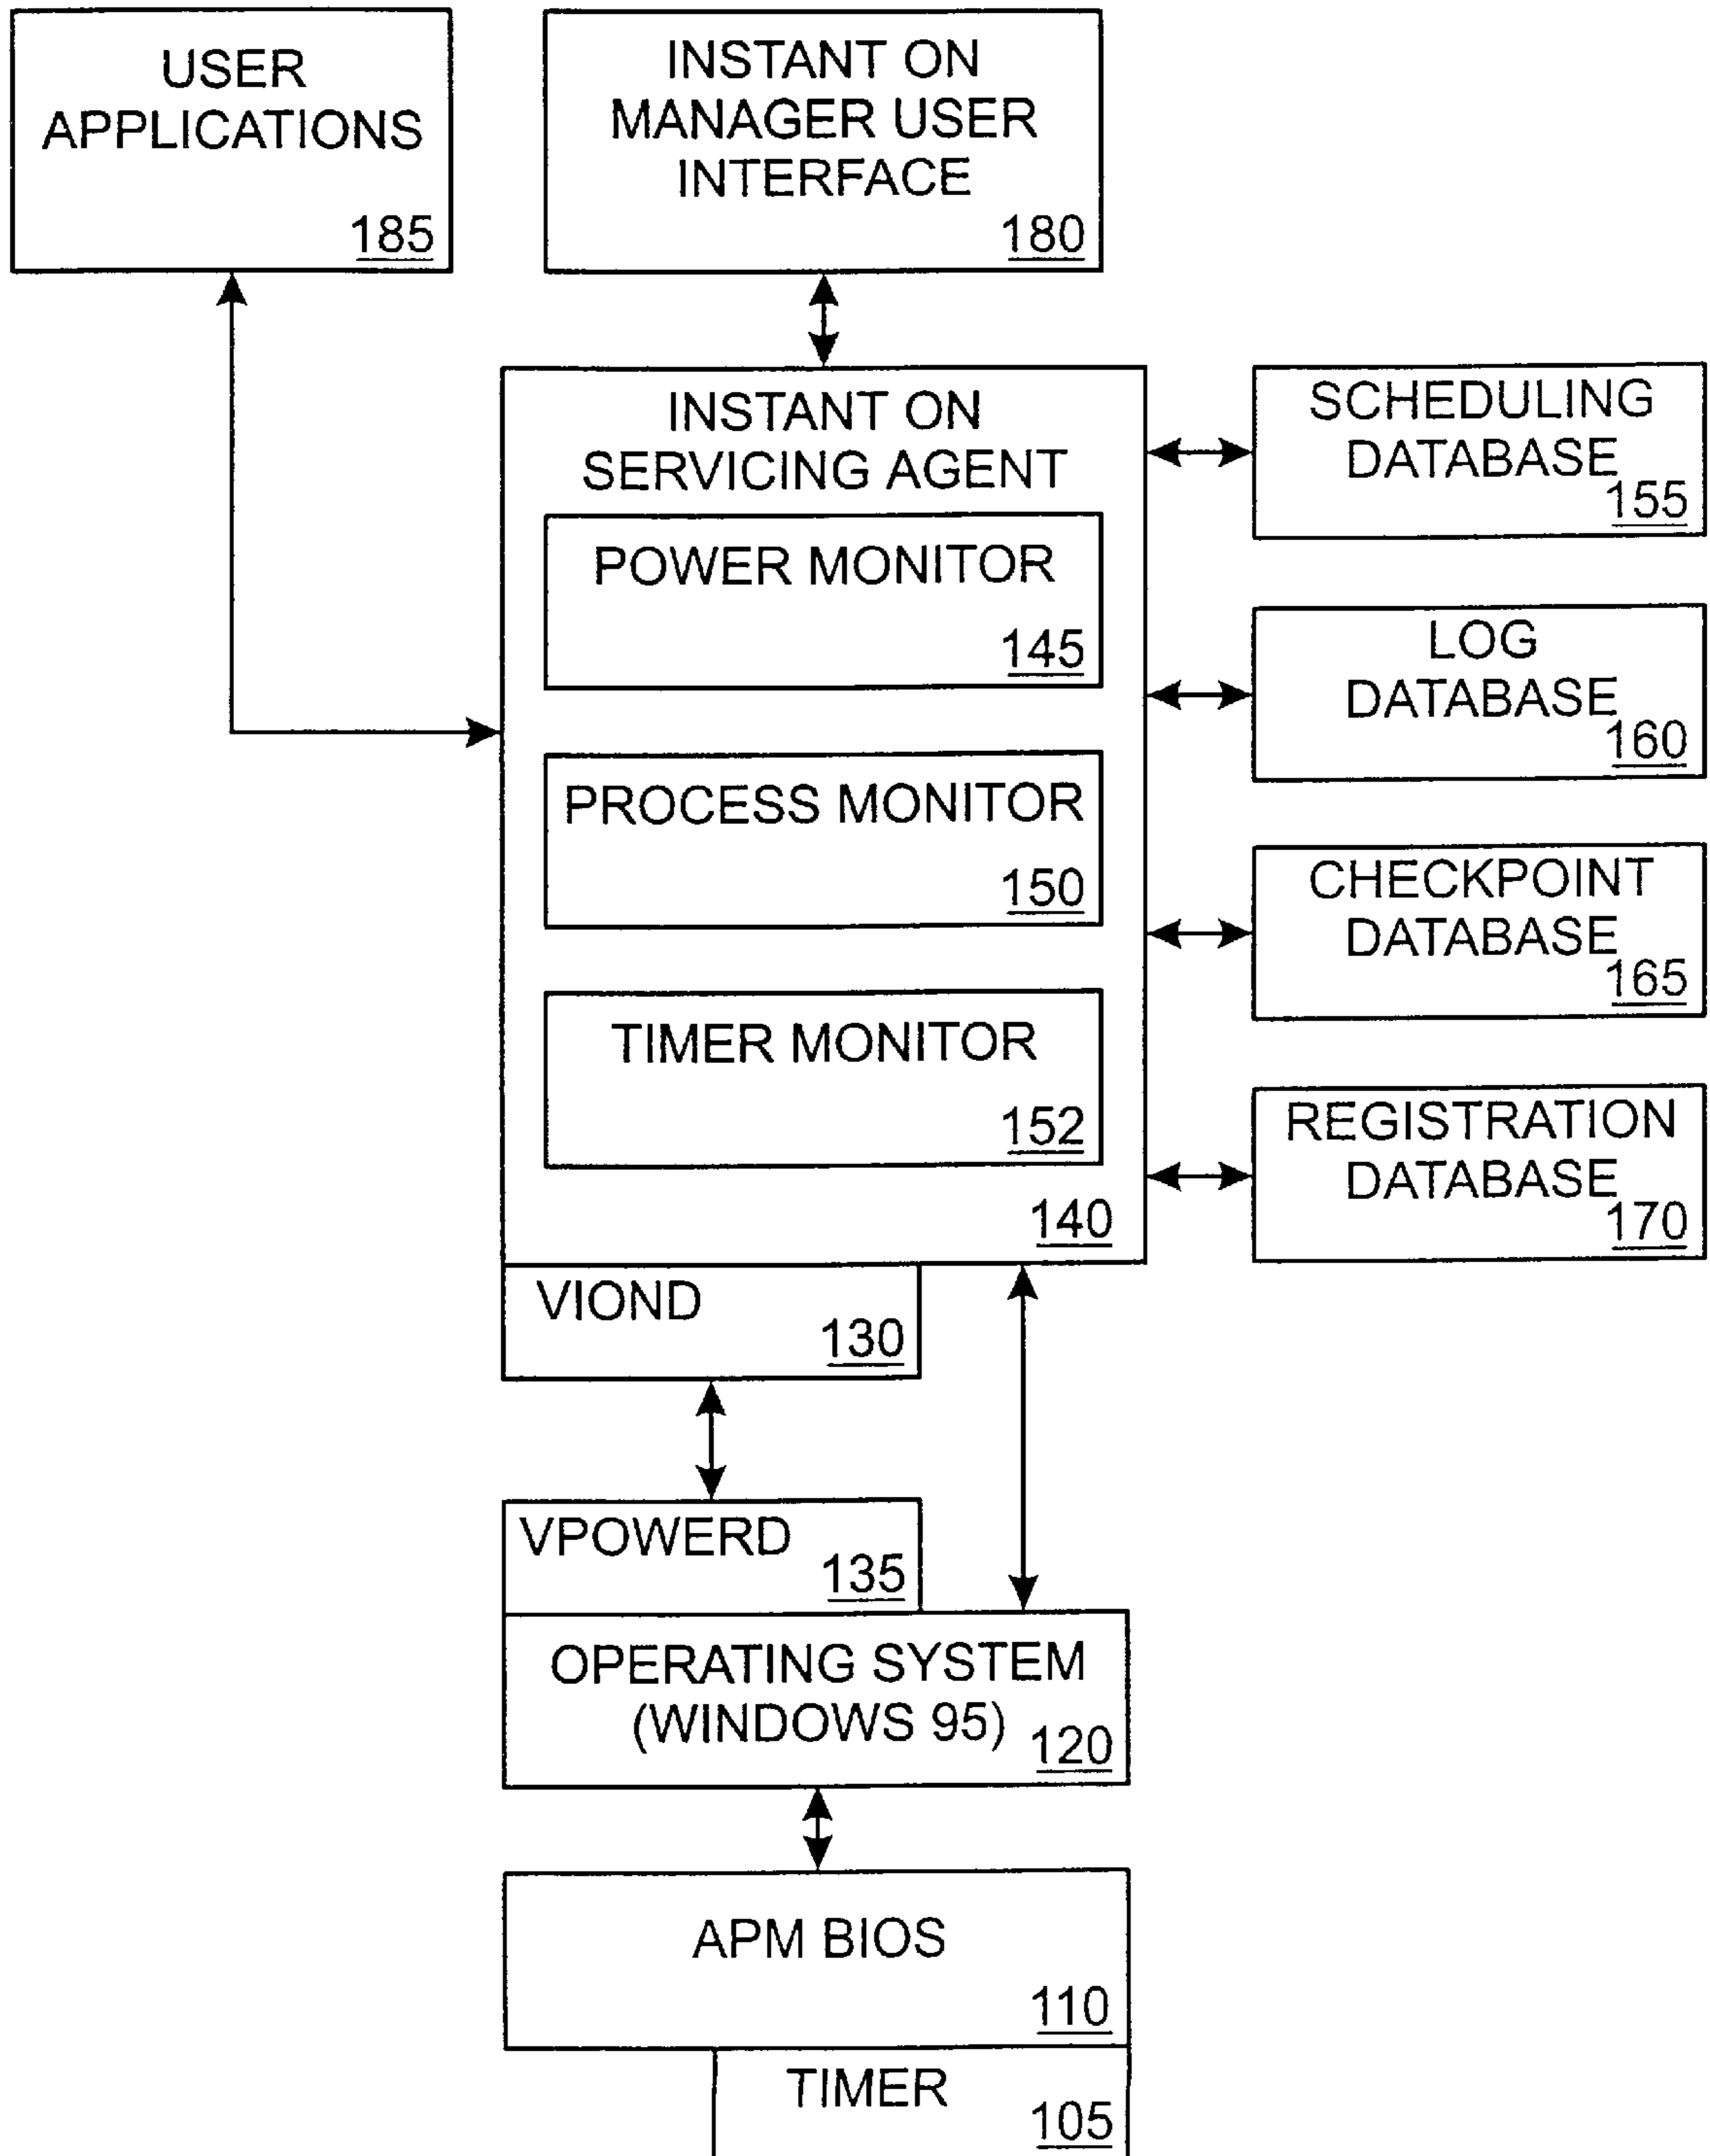 USER
APPLICATIONS
185
INSTANT ON
MANAGER USER
INTERFACE
180
INSTANT ON
SERVICING AGENT
POWER MONITOR
145
PROCESS MONITOR
150
TIMER MONITOR
152
140
SCHEDULING
DATABASE
155
LOG
DATABASE
160
CHECKPOINT
DATABASE
165
REGISTRATION
DATABASE
170
VIOND
130
VPOWERD
135
OPERATING SYSTEM
(WINDOWS 95)
120
APM BIOS
110
TIMER
105